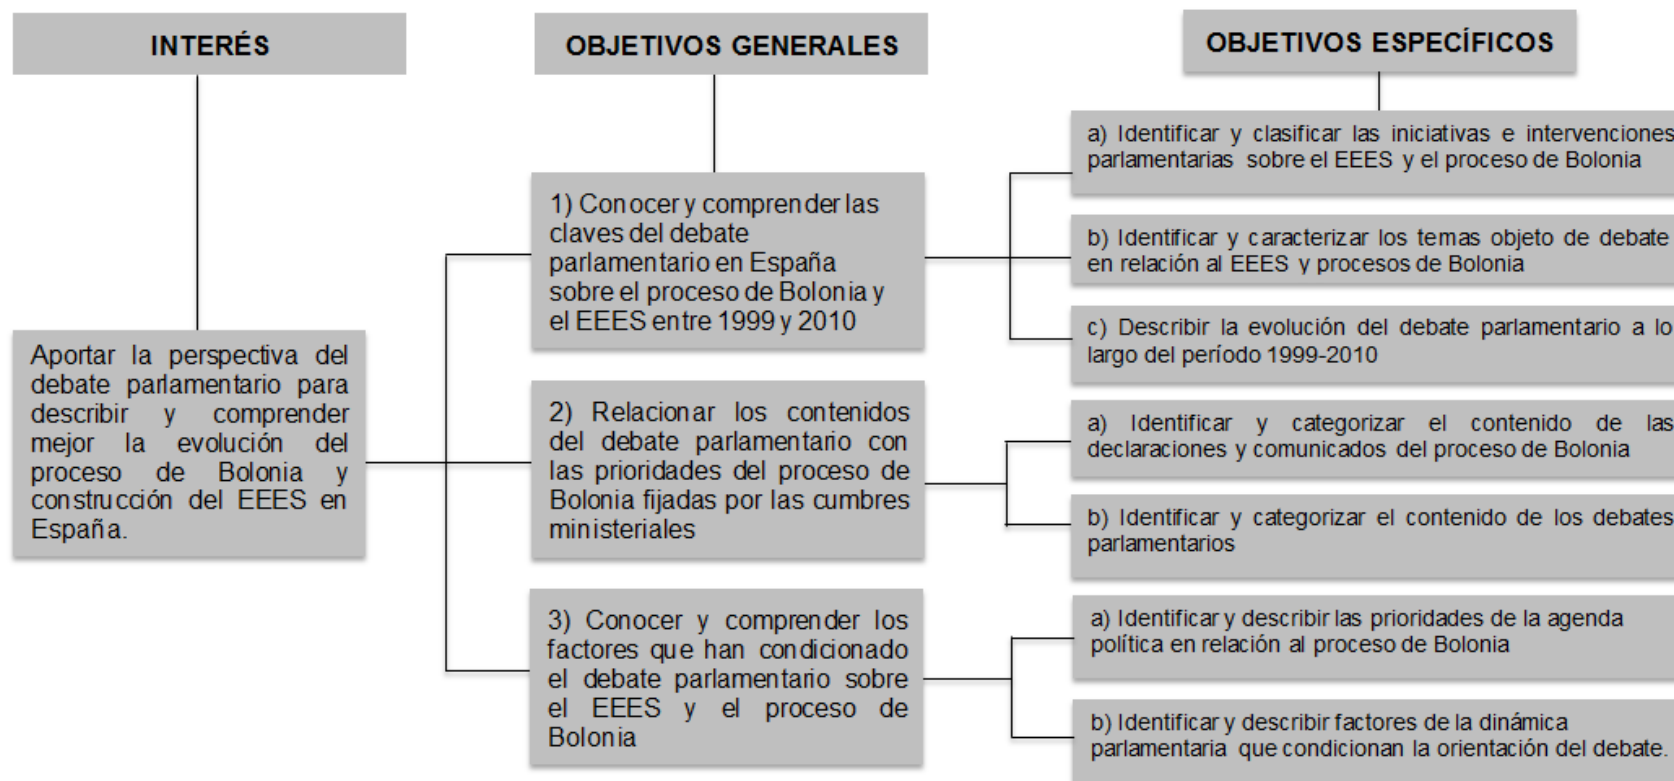 INTERÉS
Aportar la perspectiva del
debate parlamentario para
describir y comprender
mejor la evolución del
proceso de Bolonia y
construcción del EEES en
España.
OBJETIVOS GENERALES
1) Conocer y comprender las
claves del debate
parlamentario en España
sobre el proceso de Bolonia y
el EEES entre 1999 y 2010
2) Relacionar los contenidos
del debate parlamentario con
las prioridades del proceso de
Bolonia fijadas por las cumbres
ministeriales
3) Conocer y comprender los
factores que han condicionado
el debate parlamentario sobre
el EEES y el proceso de
Bolonia
OBJETIVOS ESPECÍFICOS
a) Identificar y clasificar las iniciativas e intervenciones
parlamentarias sobre el EEES y el proceso de Bolonia
b) Identificar y caracterizar los temas objeto de debate
en relación al EEES y procesos de Bolonia
c) Describir la evolución del debate parlamentario a lo
largo del período 1999-2010
a) Identificar y categorizar el contenido de las
declaraciones y comunicados del proceso de Bolonia
b) Identificar y categorizar el contenido de los debates
parlamentarios
a) Identificar y describir las prioridades de la agenda
política en relación al proceso de Bolonia
b) Identificar y describir factores de la dinámica
parlamentaria que condicionan la orientación del debate.